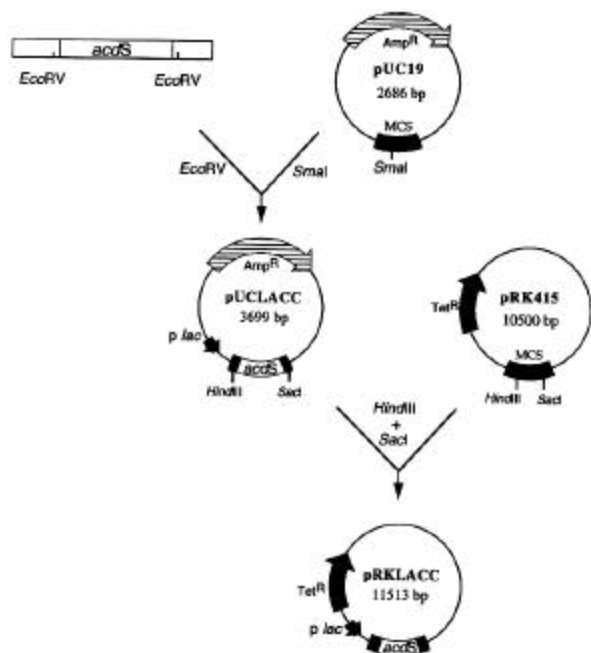 acdS
EcoRV EcoRV
AmpR
pUC19
2686 bp
MCS
SmaI
EcoRV SmaI
AmpR
pUCLACC
3699 bp
p lac
acdS
HindIII SacI
TetR
pRK415
10500 bp
MCS
HindIII SacI
HindIII
+
SacI
pRKLACC
TetR
11513 bp
p lac
acdS